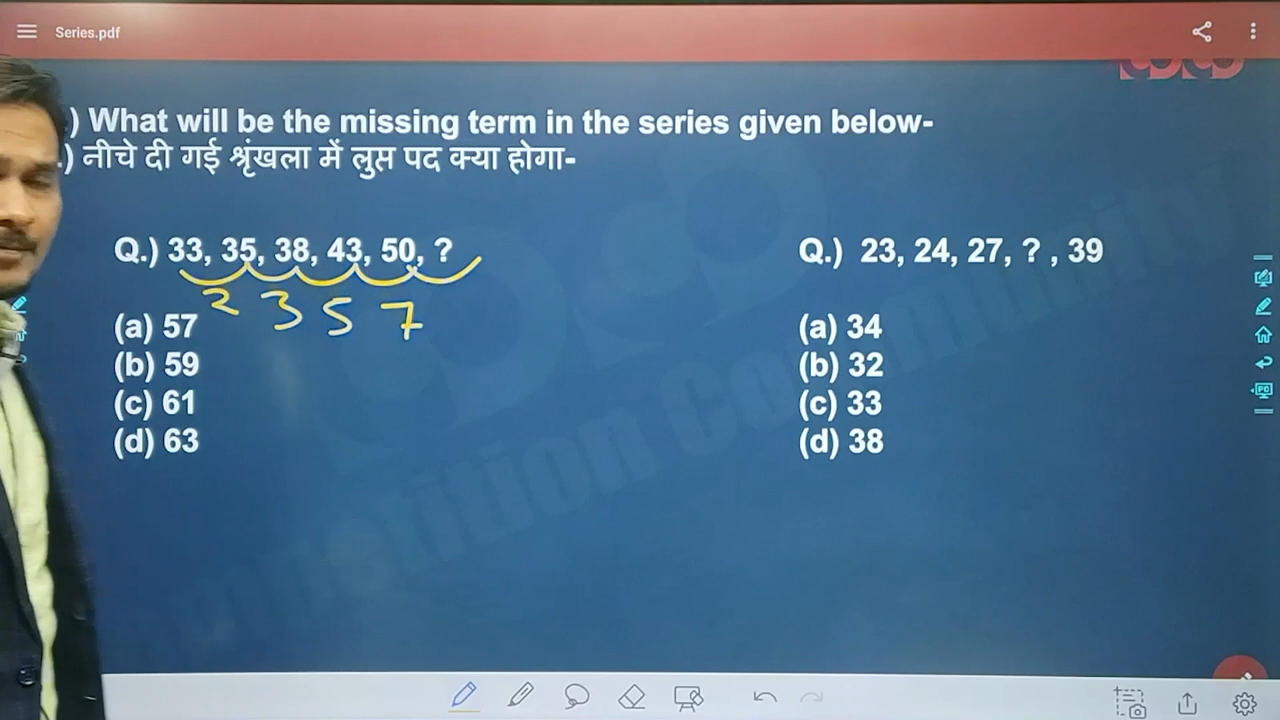 Series.pdf
) What will be the missing term in the series given below-
.) नीचे दी गई श्रृंखला में लुप्त पद क्या होगा-
Q.) 33, 35, 38, 43, 50, ?
2 3 5 7
(a) 57
(b) 59
(c) 61
(d) 63
Q.) 23, 24, 27, ? , 39
(a) 34
(b) 32
(c) 33
(d) 38
PD